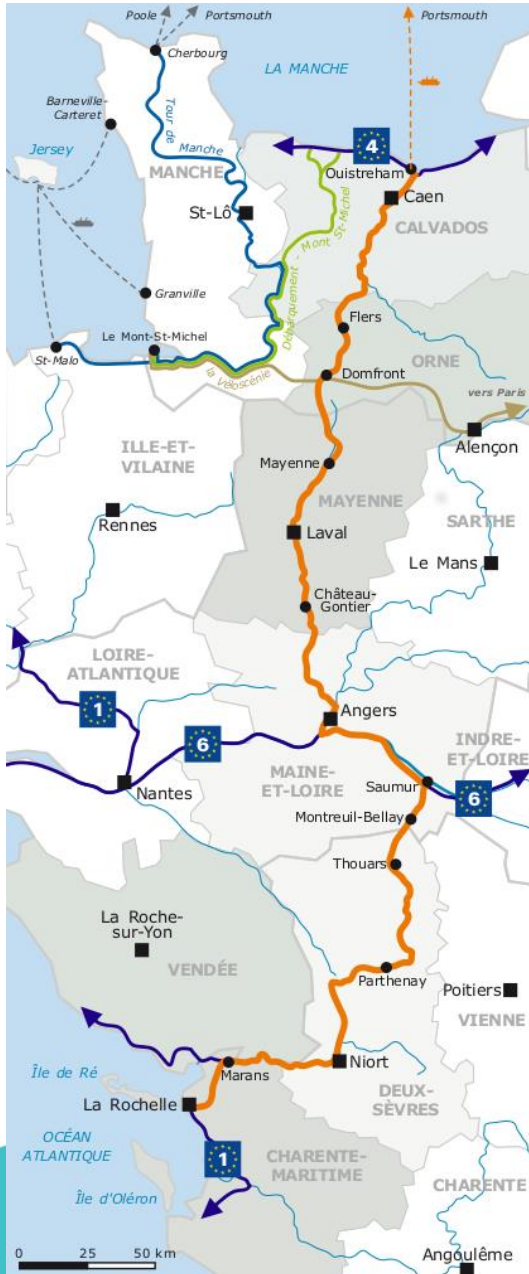 Poole
Portsmouth
Portsmouth
Cherbourg
LA MANCHE
Barneville-
Carteret
Tour de
Manche
Jersey
MANCHE
4
Ouistreham
Caen
St-Lô
CALVADOS
Débarquement - Mont St-Michel
Granville
Flers
Le Mont-St-Michel
ORNE
St-Malo
la Véloscénie
Domfront
vers Paris
Alençon
ILLE-ET-
VILAINE
Mayenne
MAYENNE
SARTHE
Rennes
Laval
Le Mans
Château-
Gontier
LOIRE-
ATLANTIQUE
1
Angers
6
INDRE-
ET-LOIRE
MAINE-
ET-LOIRE
Saumur
6
Nantes
Montreuil-Bellay
Thouars
La Roche-
sur-Yon
VENDÉE
Parthenay
Poitiers
VIENNE
Île de Ré
Marans
Niort
La Rochelle
DEUX-
SÈVRES
OCÉAN
ATLANTIQUE
1
CHARENTE-
MARITIME
CHARENTE
Île d'Oléron
0 25 50 km
Angoulême